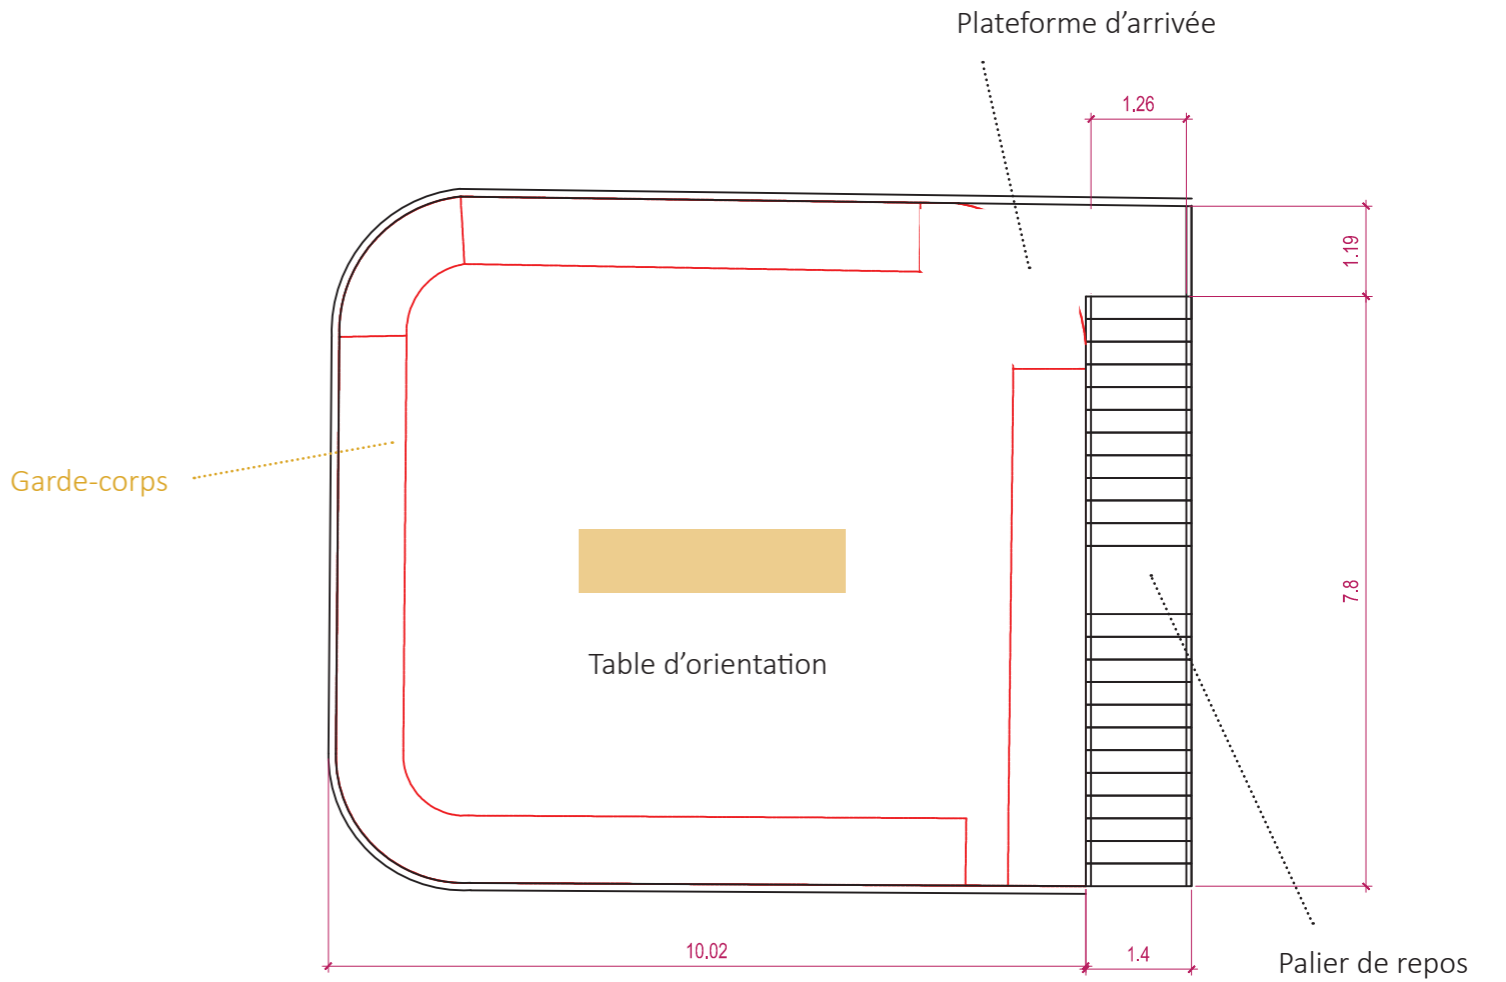 Plateforme d’arrivée
1.26
1.19
Garde-corps
7.8
Table d’orientation
10.02
1.4
Palier de repos